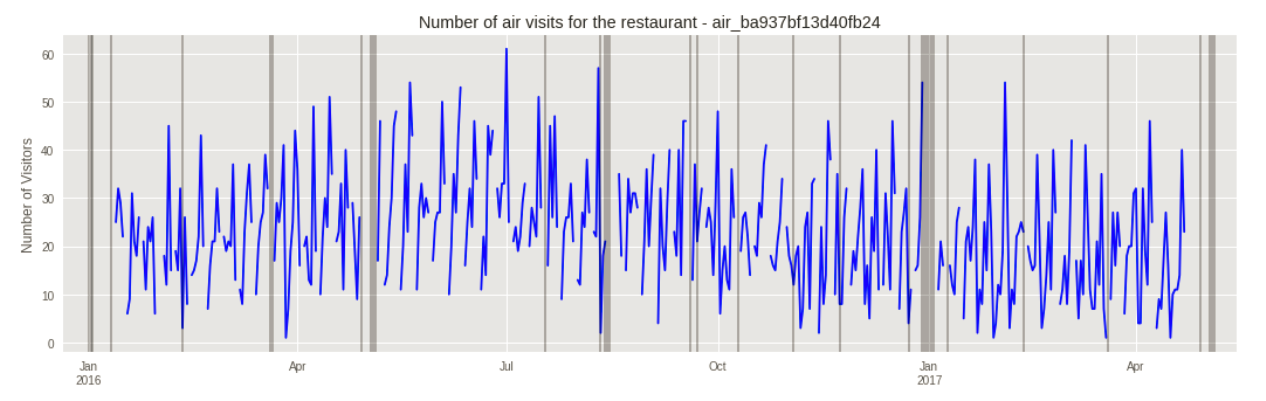 Number of air visits for the restaurant - air_ba937bf13d40fb24
Number of Visitors
60
50
40
30
20
10
0
Jan
2016
Apr
Jul
Oct
Jan
2017
Apr